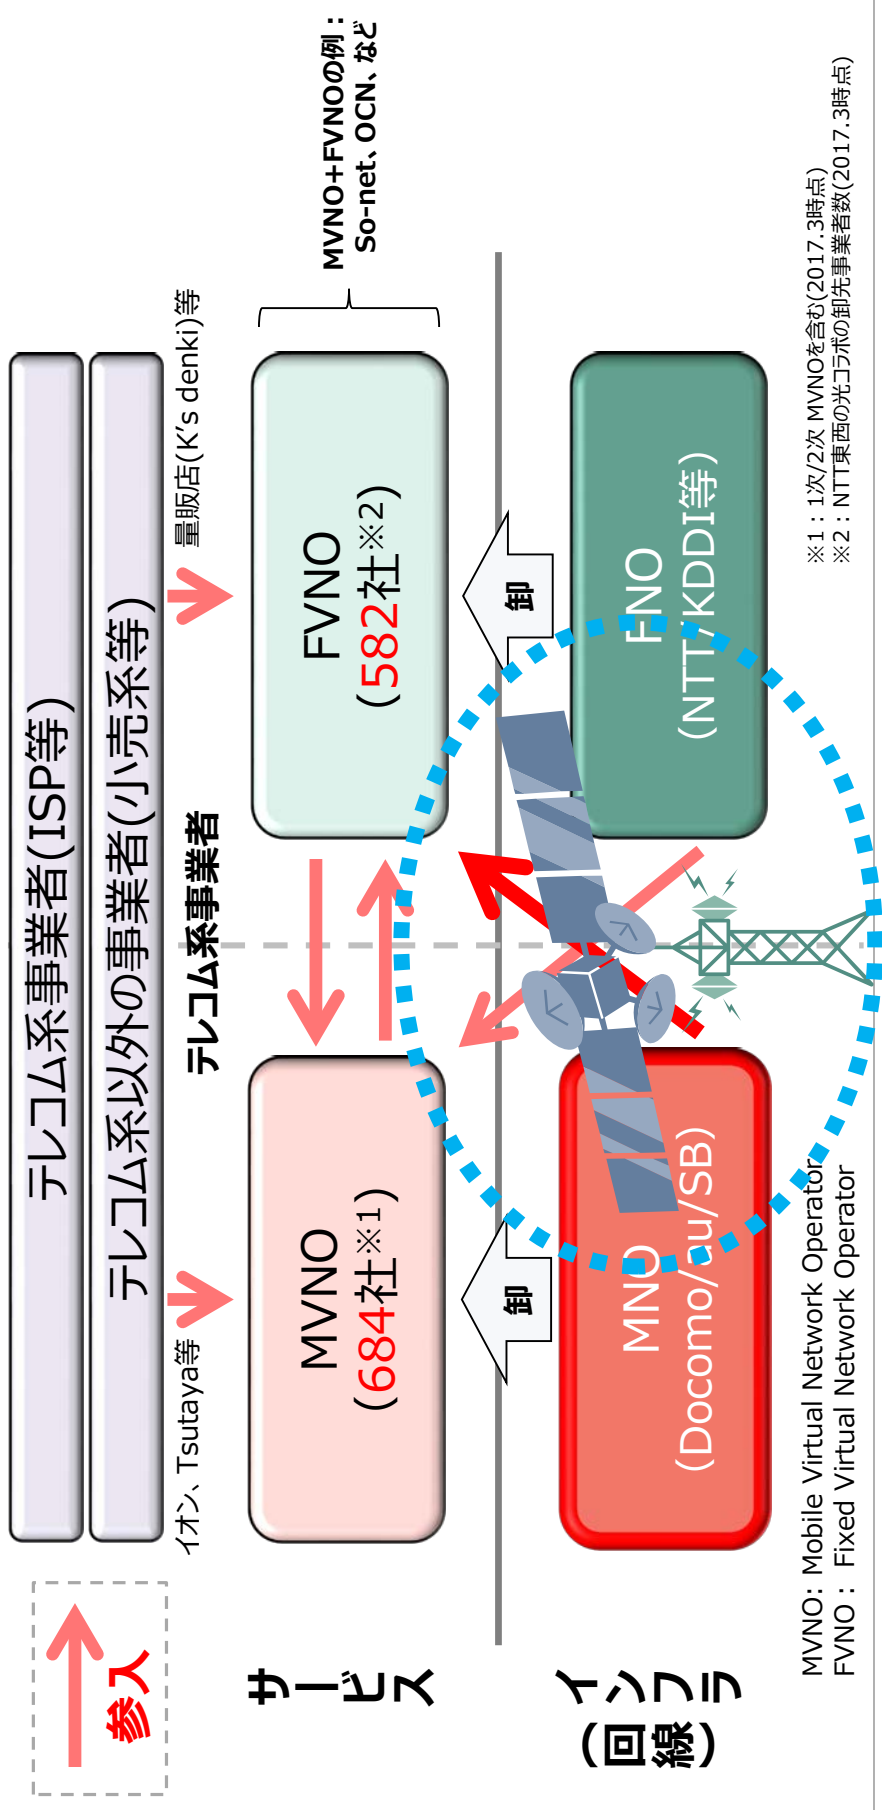 参入
テレコム系事業者(ISP等)
テレコム系以外の事業者(小売系等)
イオン、Tsutaya等
テレコム系事業者
量販店(K's denki)等
サービス
MVNO
(684社※1)
FVNO
(582社※2)
MVNO+FVNOの例：
So-net、OCN、など
卸
卸
インフラ
(回線)
MNO
(Docomo/au/SB)
FNO
(NTT/KDDI等)
MVNO: Mobile Virtual Network Operator
FVNO : Fixed Virtual Network Operator
※1：1次/2次 MVNOを含む(2017.3時点)
※2：NTT東西の光コラボの卸先事業者数(2017.3時点)